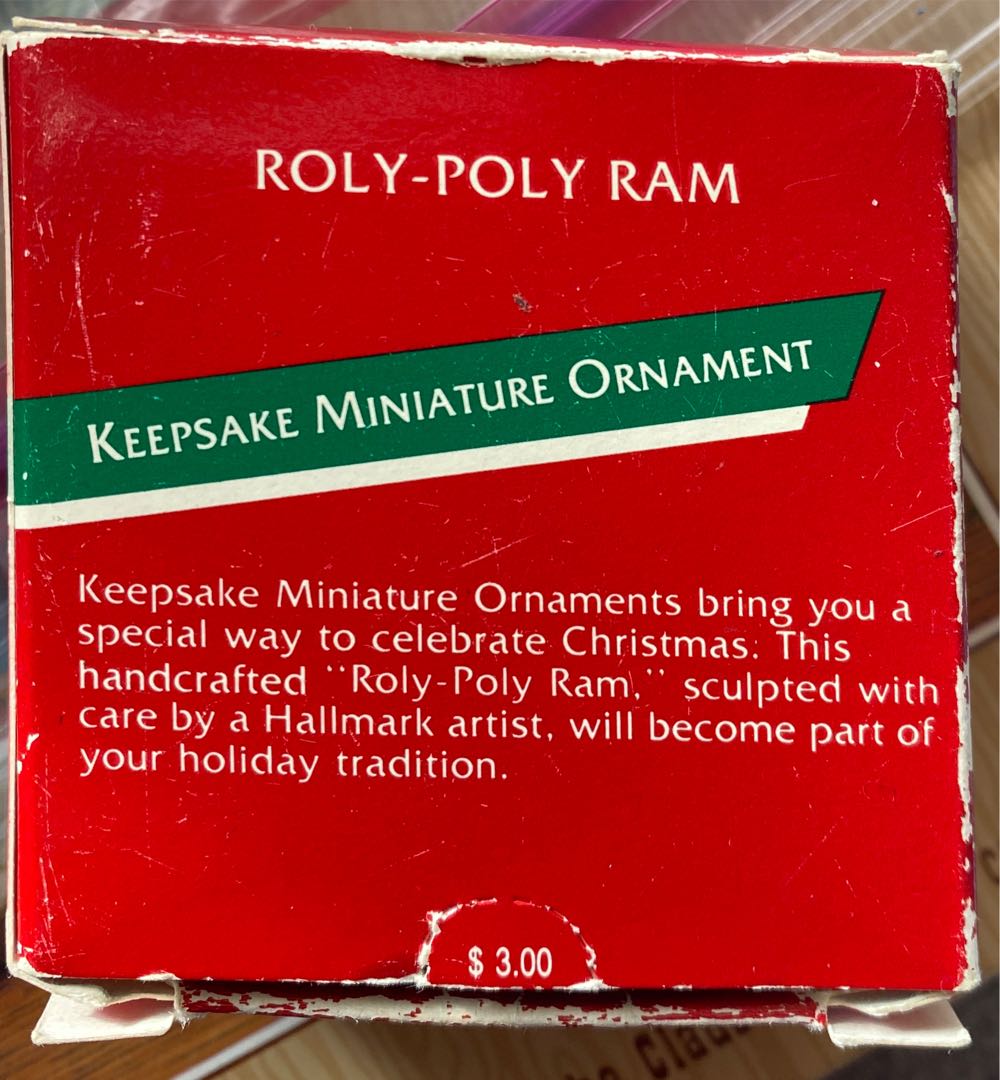 ROLY-POLY RAM
KEEPSAKE MINIATURE ORNAMENT
Keepsake Miniature Ornaments bring you a
special way to celebrate Christmas. This
handcrafted "Roly-Poly Ram," sculpted with
care by a Hallmark artist, will become part of
your holiday tradition.
$ 3.00